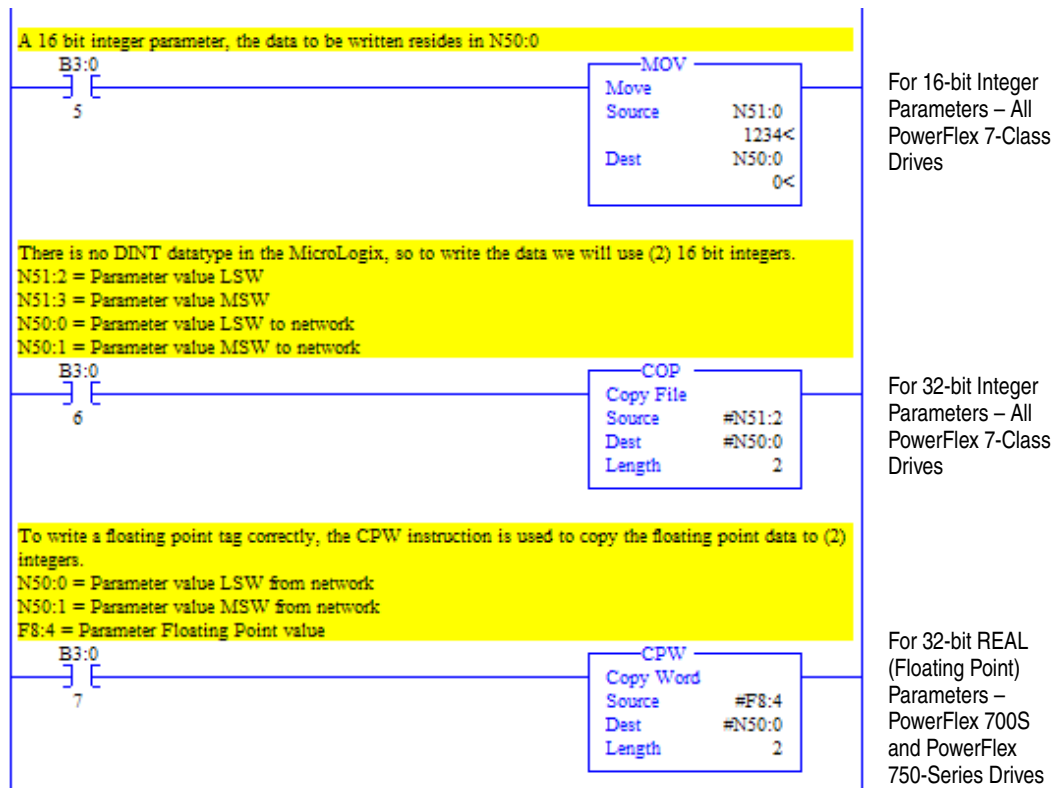 A 16 bit integer parameter, the data to be written resides in N50:0
B3:0
5
MOV
Move
Source N51:0
1234<
Dest N50:0
0<
For 16-bit Integer
Parameters – All
PowerFlex 7-Class
Drives
There is no DINT datatype in the MicroLogix, so to write the data we will use (2) 16 bit integers.
N51:2 = Parameter value LSW
N51:3 = Parameter value MSW
N50:0 = Parameter value LSW to network
N50:1 = Parameter value MSW to network
B3:0
6
COP
Copy File
Source #N51:2
Dest #N50:0
Length 2
For 32-bit Integer
Parameters – All
PowerFlex 7-Class
Drives
To write a floating point tag correctly, the CPW instruction is used to copy the floating point data to (2)
integers.
N50:0 = Parameter value LSW from network
N50:1 = Parameter value MSW from network
F8:4 = Parameter Floating Point value
B3:0
7
CPW
Copy Word
Source #F8:4
Dest #N50:0
Length 2
For 32-bit REAL
(Floating Point)
Parameters –
PowerFlex 700S
and PowerFlex
750-Series Drives